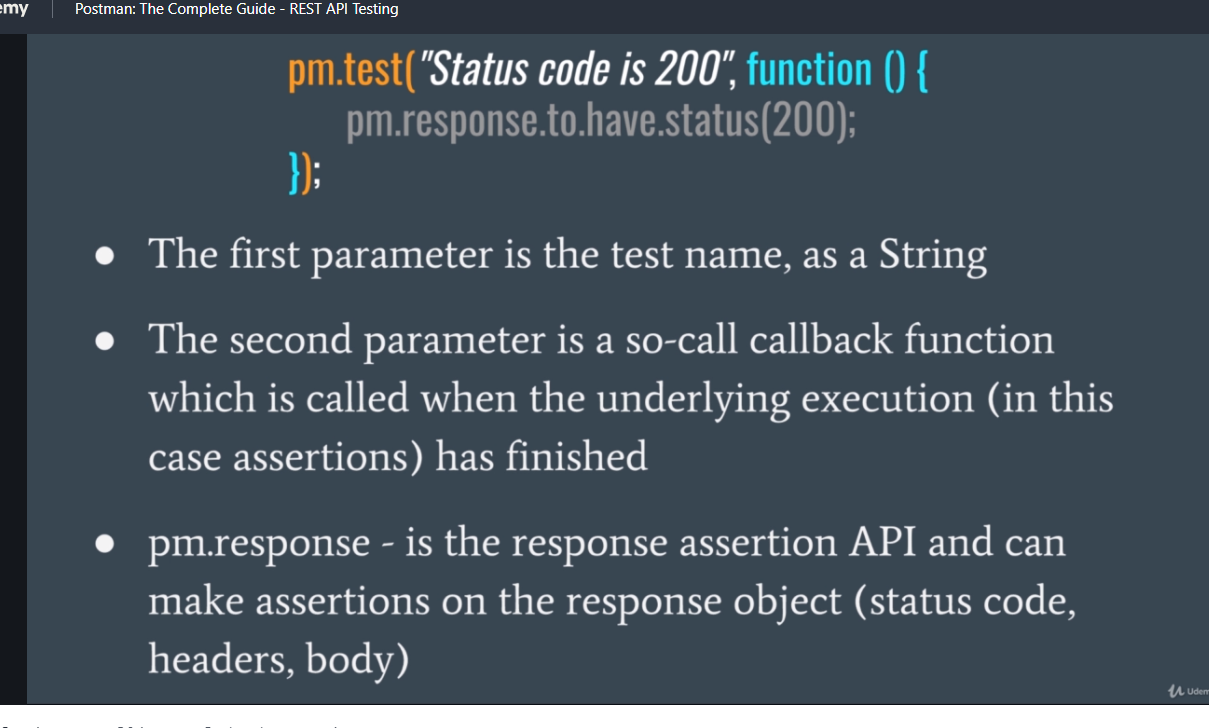 emy
Postman: The Complete Guide - REST API Testing
pm.test("Status code is 200", function () {
pm.response.to.have.status(200);
});
● The first parameter is the test name, as a String
● The second parameter is a so-call callback function
which is called when the underlying execution (in this
case assertions) has finished
● pm.response - is the response assertion API and can
make assertions on the response object (status code,
headers, body)
Udem